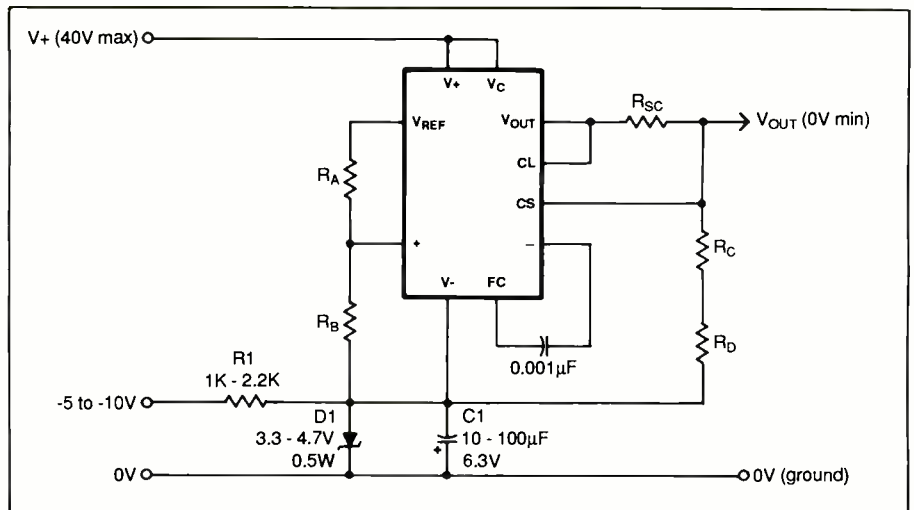 V+ (40V max)
V+
VC
VREF
VOUT
RSC
VOUT (0V min)
CL
RA
CS
+
−
RC
V-
FC
RB
RD
0.001µF
R1
1K - 2.2K
-5 to -10V
D1
3.3 - 4.7V
0.5W
C1
10 - 100µF
+
6.3V
0V
0V (ground)